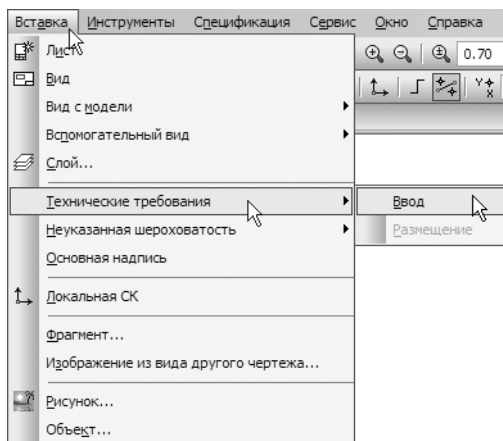 Вставка Инструменты Спецификация Сервис Окно Справка
Лист
0.70
Вид
Вид с модели
Вспомогательный вид
Слой...
Технические требования
Ввод
Неуказанная шероховатость
Размещение
Основная надпись
Локальная СК
Фрагмент...
Изображение из вида другого чертежа...
Рисунок...
Объект...